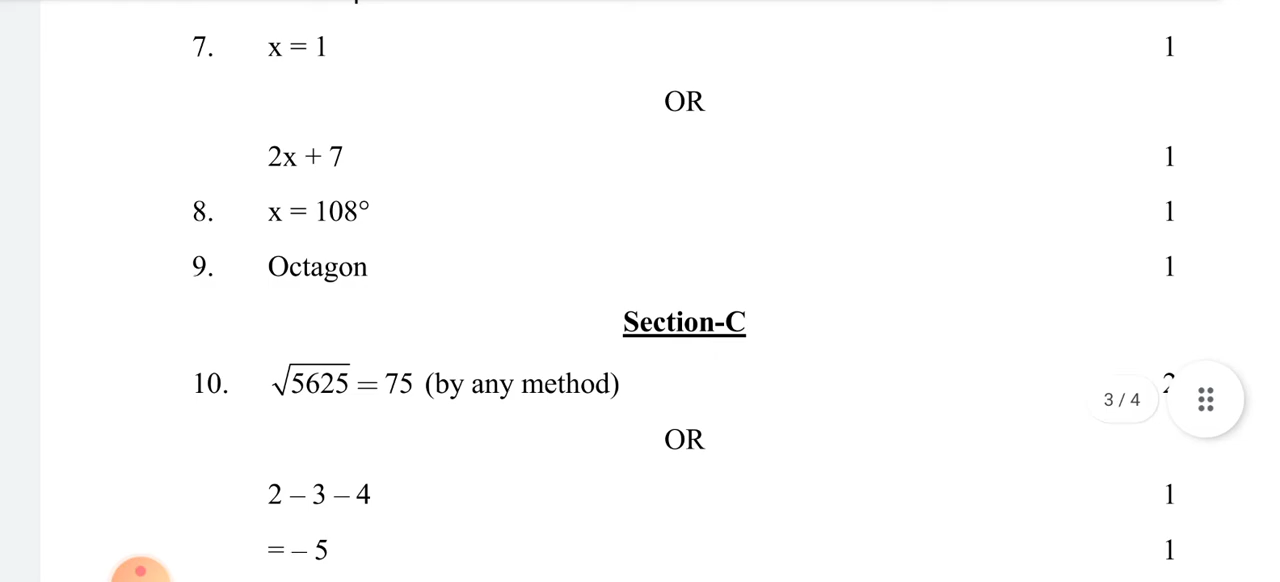 7. x = 1 1
OR
2x + 7 1
8. x = 108° 1
9. Octagon 1
Section-C
10. √5625 = 75 (by any method) 2
3 / 4
OR
2 – 3 – 4 1
= – 5 1